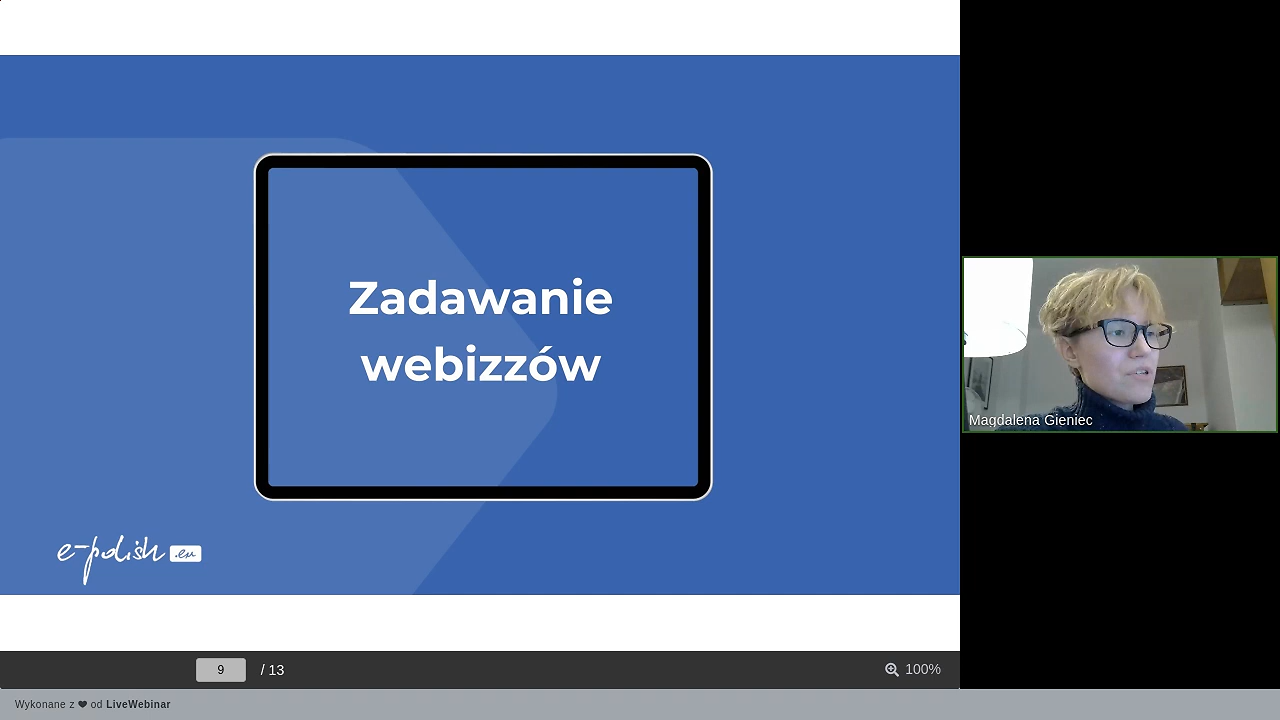 Zadawanie
webizzów
e-polish .eu
Magdalena Gieniec
9 / 13
100%
Wykonane z ❤ od LiveWebinar